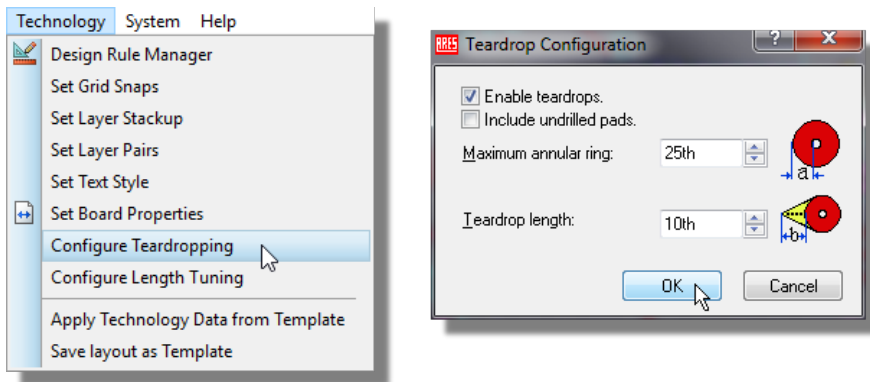 Technology System Help
Design Rule Manager
Set Grid Snaps
Set Layer Stackup
Set Layer Pairs
Set Text Style
Set Board Properties
Configure Teardropping
Configure Length Tuning
Apply Technology Data from Template
Save layout as Template
ARES Teardrop Configuration ? X
Enable teardrops.
Include undrilled pads.
Maximum annular ring: 25th a
Teardrop length: 10th b
OK Cancel